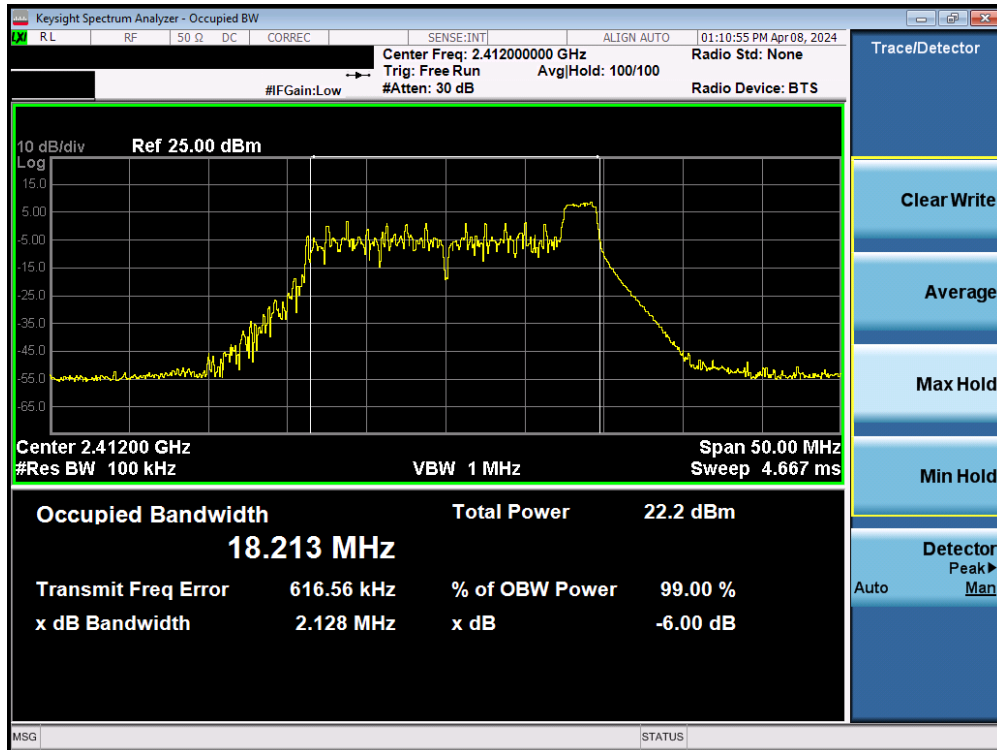 Keysight Spectrum Analyzer - Occupied BW
LXI RL RF 50 Ω DC CORREC SENSE:INT ALIGN AUTO 01:10:55 PM Apr 08, 2024
Center Freq: 2.412000000 GHz Radio Std: None
Trig: Free Run Avg|Hold: 100/100
#IFGain:Low #Atten: 30 dB Radio Device: BTS
Trace/Detector
10 dB/div Ref 25.00 dBm
Log
15.0
5.00
-5.00
-15.0
-25.0
-35.0
-45.0
-55.0
-65.0
Center 2.41200 GHz Span 50.00 MHz
#Res BW 100 kHz VBW 1 MHz Sweep 4.667 ms
Clear Write
Average
Max Hold
Min Hold
Detector
Peak▶
Auto Man
Occupied Bandwidth Total Power 22.2 dBm
18.213 MHz
Transmit Freq Error 616.56 kHz % of OBW Power 99.00 %
x dB Bandwidth 2.128 MHz x dB -6.00 dB
MSG STATUS